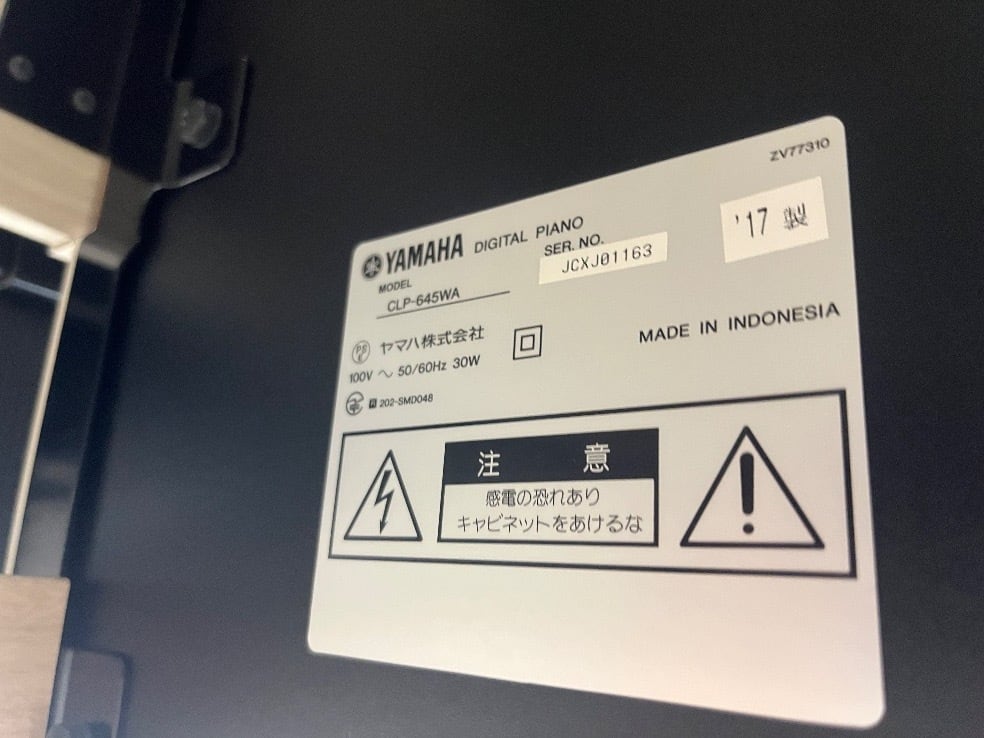 ZV77310
YAMAHA DIGITAL PIANO
'17 製
SER. NO.
JCXJ01163
MODEL
CLP-645WA
MADE IN INDONESIA
PS E ヤマハ株式会社
100V ～ 50/60Hz 30W
R 202-SMD048
注意
感電の恐れあり
キャビネットをあけるな